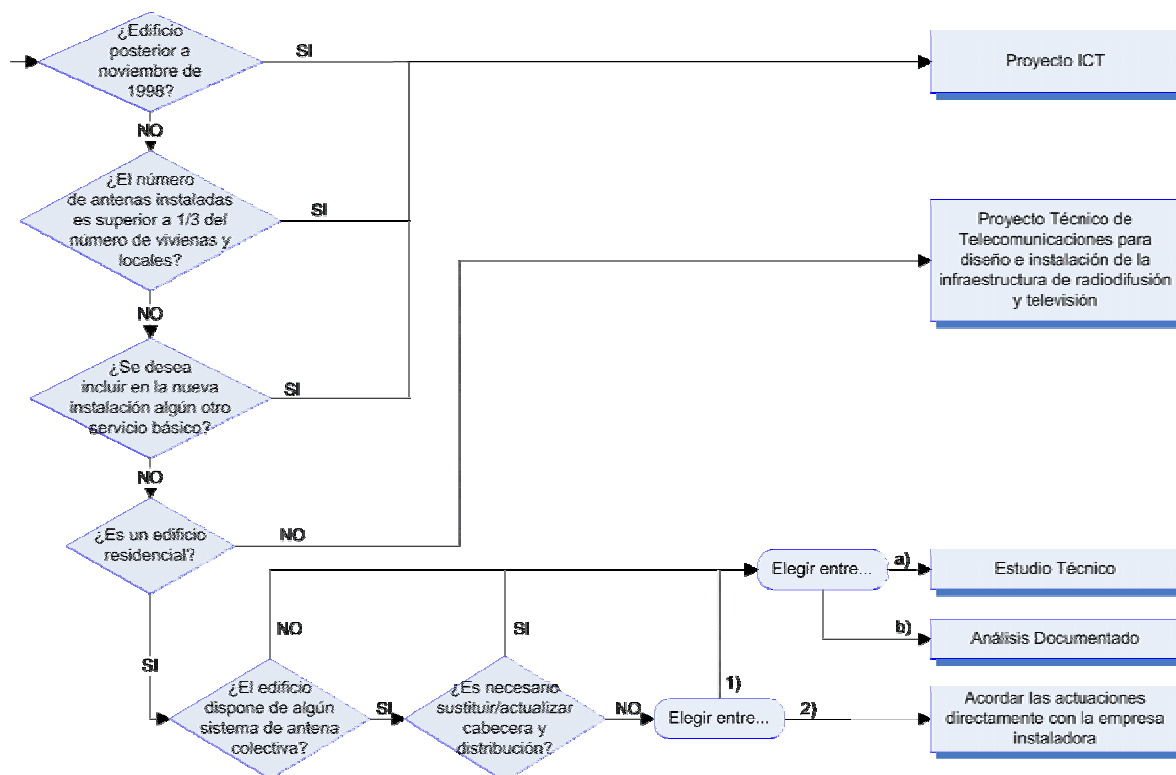 ¿Edificio
posterior a
noviembre de
1998?
SI
Proyecto ICT
NO
¿El número
de antenas instaladas
es superior a 1/3 del
número de vivienas y
locales?
SI
Proyecto Técnico de
Telecomunicaciones para
diseño e instalación de la
infraestructura de radiodifusión
y televisión
NO
¿Se desea
incluir en la nueva
instalación algún otro
servicio básico?
SI
NO
¿Es un edificio
residencial?
NO
Elegir entre...
a)
Estudio Técnico
b)
Análisis Documentado
NO
SI
SI
¿El edificio
dispone de algún
sistema de antena
colectiva?
SI
¿Es necesario
sustituir/actualizar
cabecera y
distribución?
NO
1)
Elegir entre...
2)
Acordar las actuaciones
directamente con la empresa
instaladora